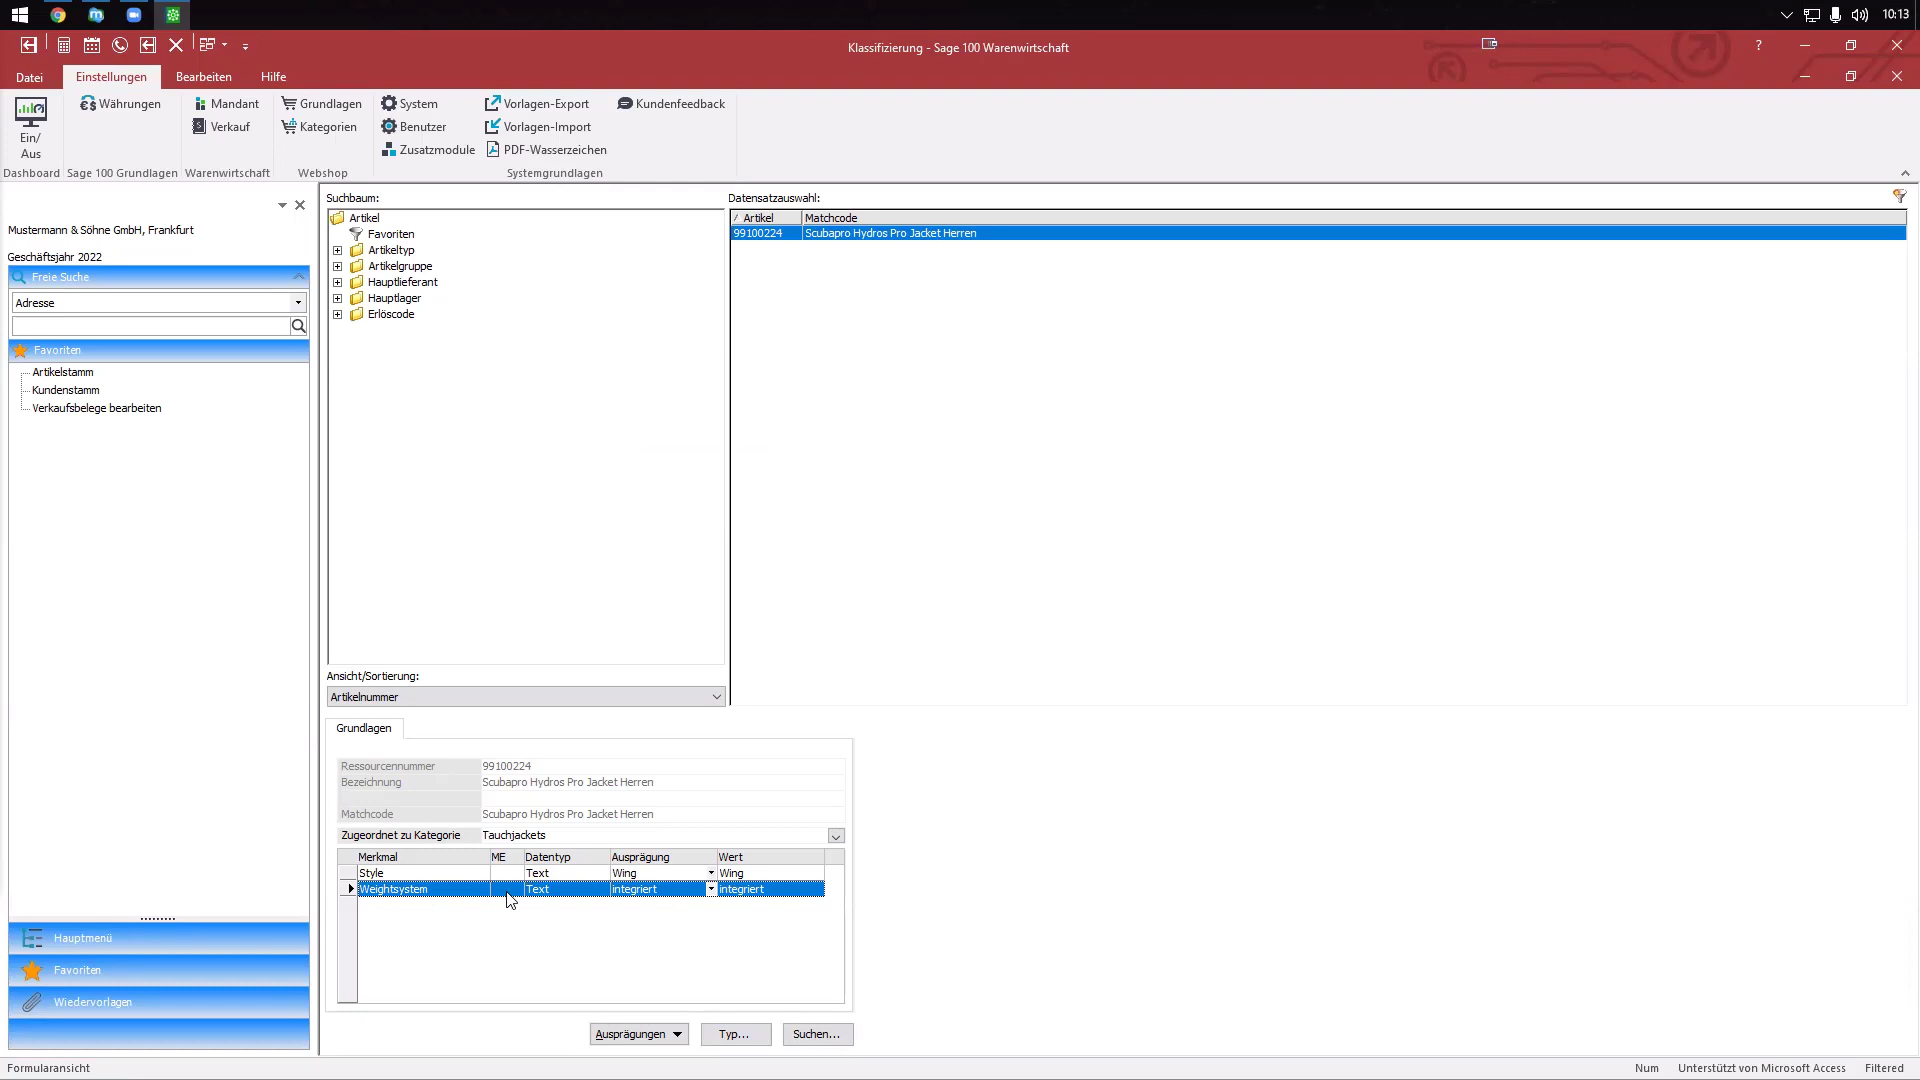 10:13
Klassifizierung - Sage 100 Warenwirtschaft
?
Datei
Einstellungen
Bearbeiten
Hilfe
Ein/
Aus
Dashboard
Währungen
Sage 100 Grundlagen
Mandant
Verkauf
Warenwirtschaft
Grundlagen
Kategorien
Webshop
System
Benutzer
Zusatzmodule
Vorlagen-Export
Vorlagen-Import
PDF-Wasserzeichen
Kundenfeedback
Systemgrundlagen
Mustermann & Söhne GmbH, Frankfurt
Geschäftsjahr 2022
Freie Suche
Adresse
Favoriten
Artikelstamm
Kundenstamm
Verkaufsbelege bearbeiten
Hauptmenü
Favoriten
Wiedervorlagen
Suchbaum:
Artikel
Favoriten
Artikeltyp
Artikelgruppe
Hauptlieferant
Hauptlager
Erlöscode
Ansicht/Sortierung:
Artikelnummer
Datensatzauswahl:
Artikel Matchcode
99100224 Scubapro Hydros Pro Jacket Herren
Grundlagen
Ressourcennummer 99100224
Bezeichnung Scubapro Hydros Pro Jacket Herren
Matchcode Scubapro Hydros Pro Jacket Herren
Zugeordnet zu Kategorie Tauchjackets
Merkmal ME Datentyp Ausprägung Wert
Style Text Wing Wing
Weightsystem Text integriert integriert
Ausprägungen
Typ...
Suchen...
Formularansicht
Num
Unterstützt von Microsoft Access
Filtered